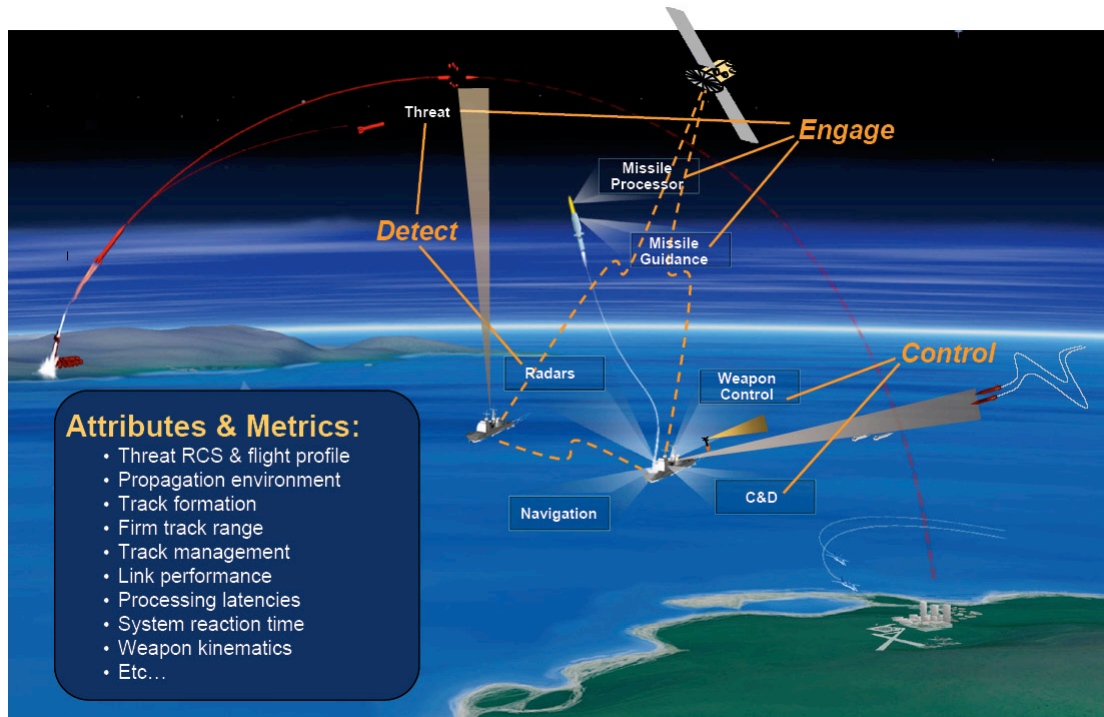 Threat
Engage
Missile
Processor
Detect
Missile
Guidance
Radars
Control
Weapon
Control
Navigation
C&D
Attributes & Metrics:
• Threat RCS & flight profile
• Propagation environment
• Track formation
• Firm track range
• Track management
• Link performance
• Processing latencies
• System reaction time
• Weapon kinematics
• Etc…